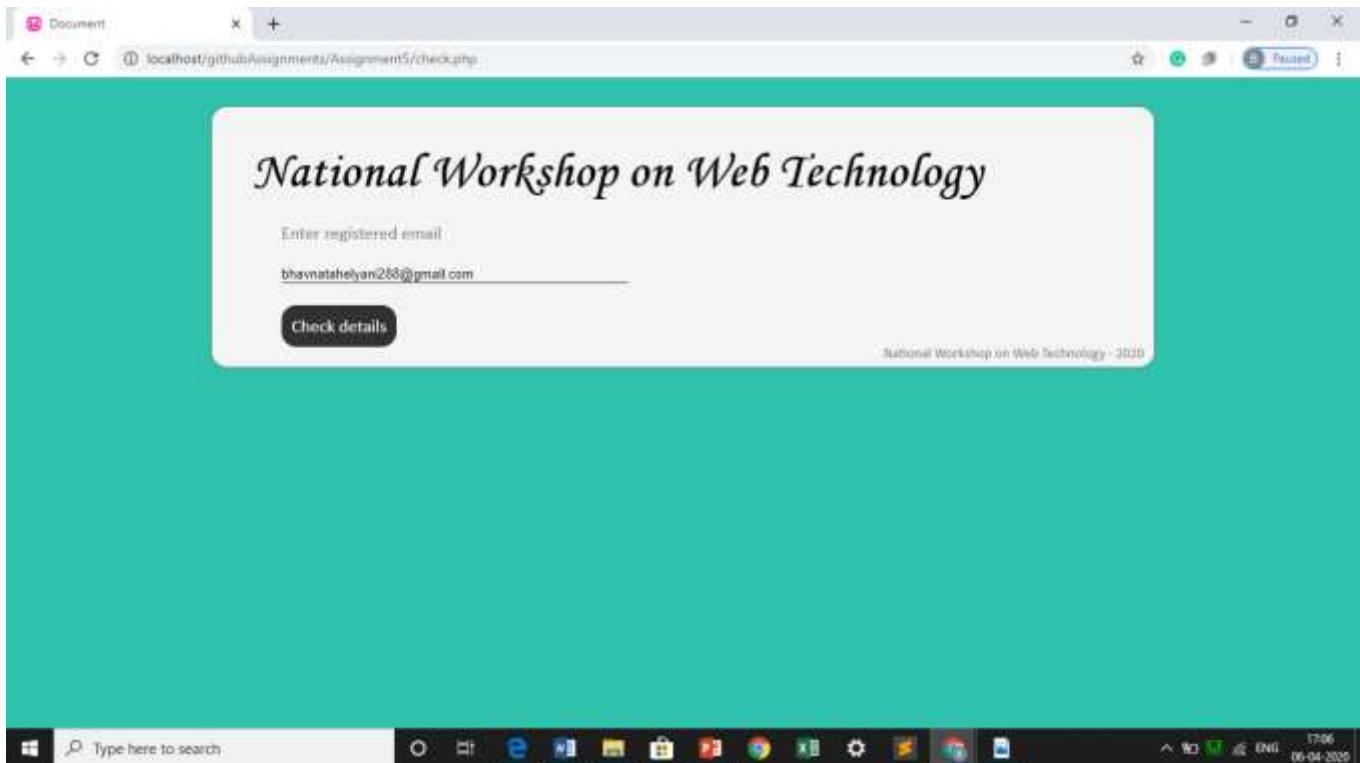 Document
localhost/githubAssignments/Assignment5/check.php
Paused
National Workshop on Web Technology
Enter registered email
bhavnatahelyani288@gmail.com
Check details
National Workshop on Web Technology - 2020
Type here to search
ENG
17:06
06-04-2020